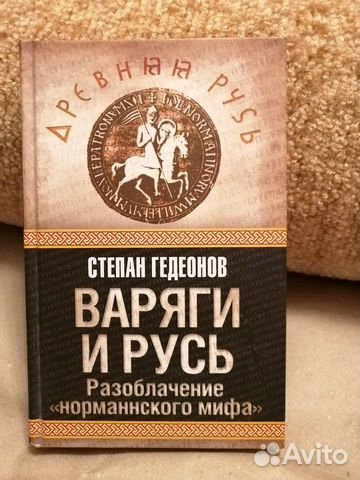 ДРЕВНЯЯ РУСЬ
СТЕПАН ГЕДЕОНОВ
ВАРЯГИ
И РУСЬ
Разоблачение
«норманнского мифа»
Avito